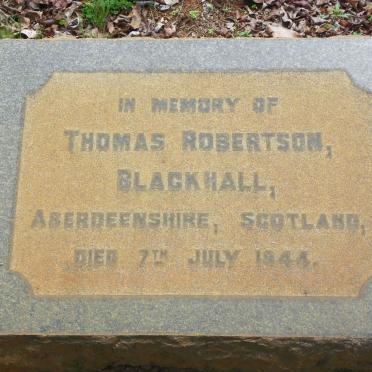 IN MEMORY OF
THOMAS ROBERTSON,
BLACKHALL,
ABERDEENSHIRE, SCOTLAND,
DIED 7TH JULY 1944.